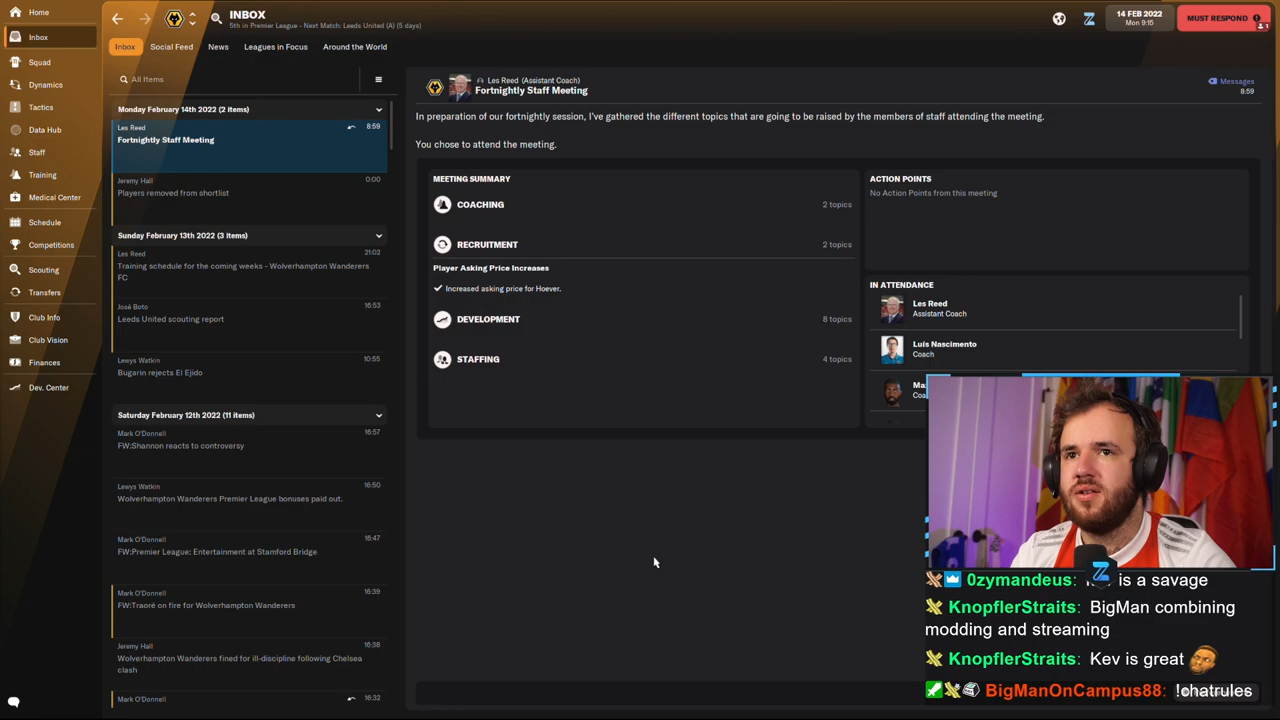 Home
Inbox
Squad
Dynamics
Tactics
Data Hub
Staff
Training
Medical Center
Schedule
Competitions
Scouting
Transfers
Club Info
Club Vision
Finances
Dev. Center
INBOX
5th in Premier League - Next Match: Leeds United (A) (5 days)
14 FEB 2022
Mon 9:15
MUST RESPOND
1
Inbox
Social Feed
News
Leagues in Focus
Around the World
All Items
Monday February 14th 2022 (2 items)
Les Reed
8:59
Fortnightly Staff Meeting
Jeremy Hall
0:00
Players removed from shortlist
Sunday February 13th 2022 (3 items)
Les Reed
21:02
Training schedule for the coming weeks - Wolverhampton Wanderers
FC
José Boto
16:53
Leeds United scouting report
Lewys Watkin
10:55
Bugarin rejects El Ejido
Saturday February 12th 2022 (11 items)
Mark O'Donnell
16:57
FW:Shannon reacts to controversy
Lewys Watkin
16:50
Wolverhampton Wanderers Premier League bonuses paid out.
Mark O'Donnell
16:47
FW:Premier League: Entertainment at Stamford Bridge
Mark O'Donnell
16:39
FW:Traoré on fire for Wolverhampton Wanderers
Jeremy Hall
16:38
Wolverhampton Wanderers fined for ill-discipline following Chelsea
clash
Mark O'Donnell
16:32
Les Reed (Assistant Coach)
Fortnightly Staff Meeting
Messages
8:59
In preparation of our fortnightly session, I've gathered the different topics that are going to be raised by the members of staff attending the meeting.
You chose to attend the meeting.
MEETING SUMMARY
COACHING
2 topics
RECRUITMENT
2 topics
Player Asking Price Increases
Increased asking price for Hoever.
DEVELOPMENT
8 topics
STAFFING
4 topics
ACTION POINTS
No Action Points from this meeting
IN ATTENDANCE
Les Reed
Assistant Coach
Luís Nascimento
Coach
0zymandeus: is a savage
KnopflerStraits: BigMan combining
modding and streaming
KnopflerStraits: Kev is great
BigManOnCampus88: !chatrules